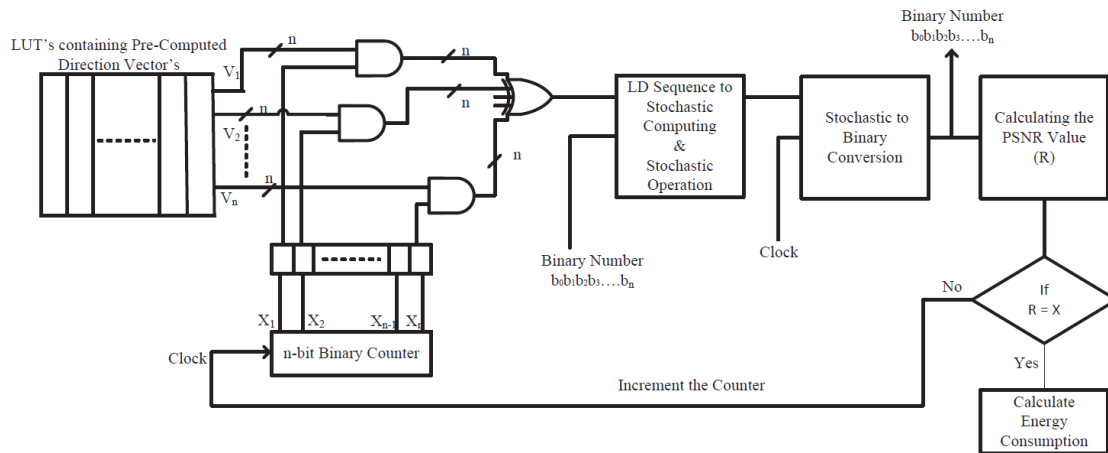 LUT's containing Pre-Computed
Direction Vector's
V₁
n
n
V₂
n
n
Vₙ
n
n
X₁
X₂
Xₙ₋₁
Xₙ
Clock
n-bit Binary Counter
LD Sequence to
Stochastic
Computing
&
Stochastic
Operation
Binary Number
b₀b₁b₂b₃....bₙ
Stochastic to
Binary
Conversion
Clock
Binary Number
b₀b₁b₂b₃....bₙ
Calculating the
PSNR Value
(R)
If
R = X
No
Yes
Increment the Counter
Calculate
Energy
Consumption